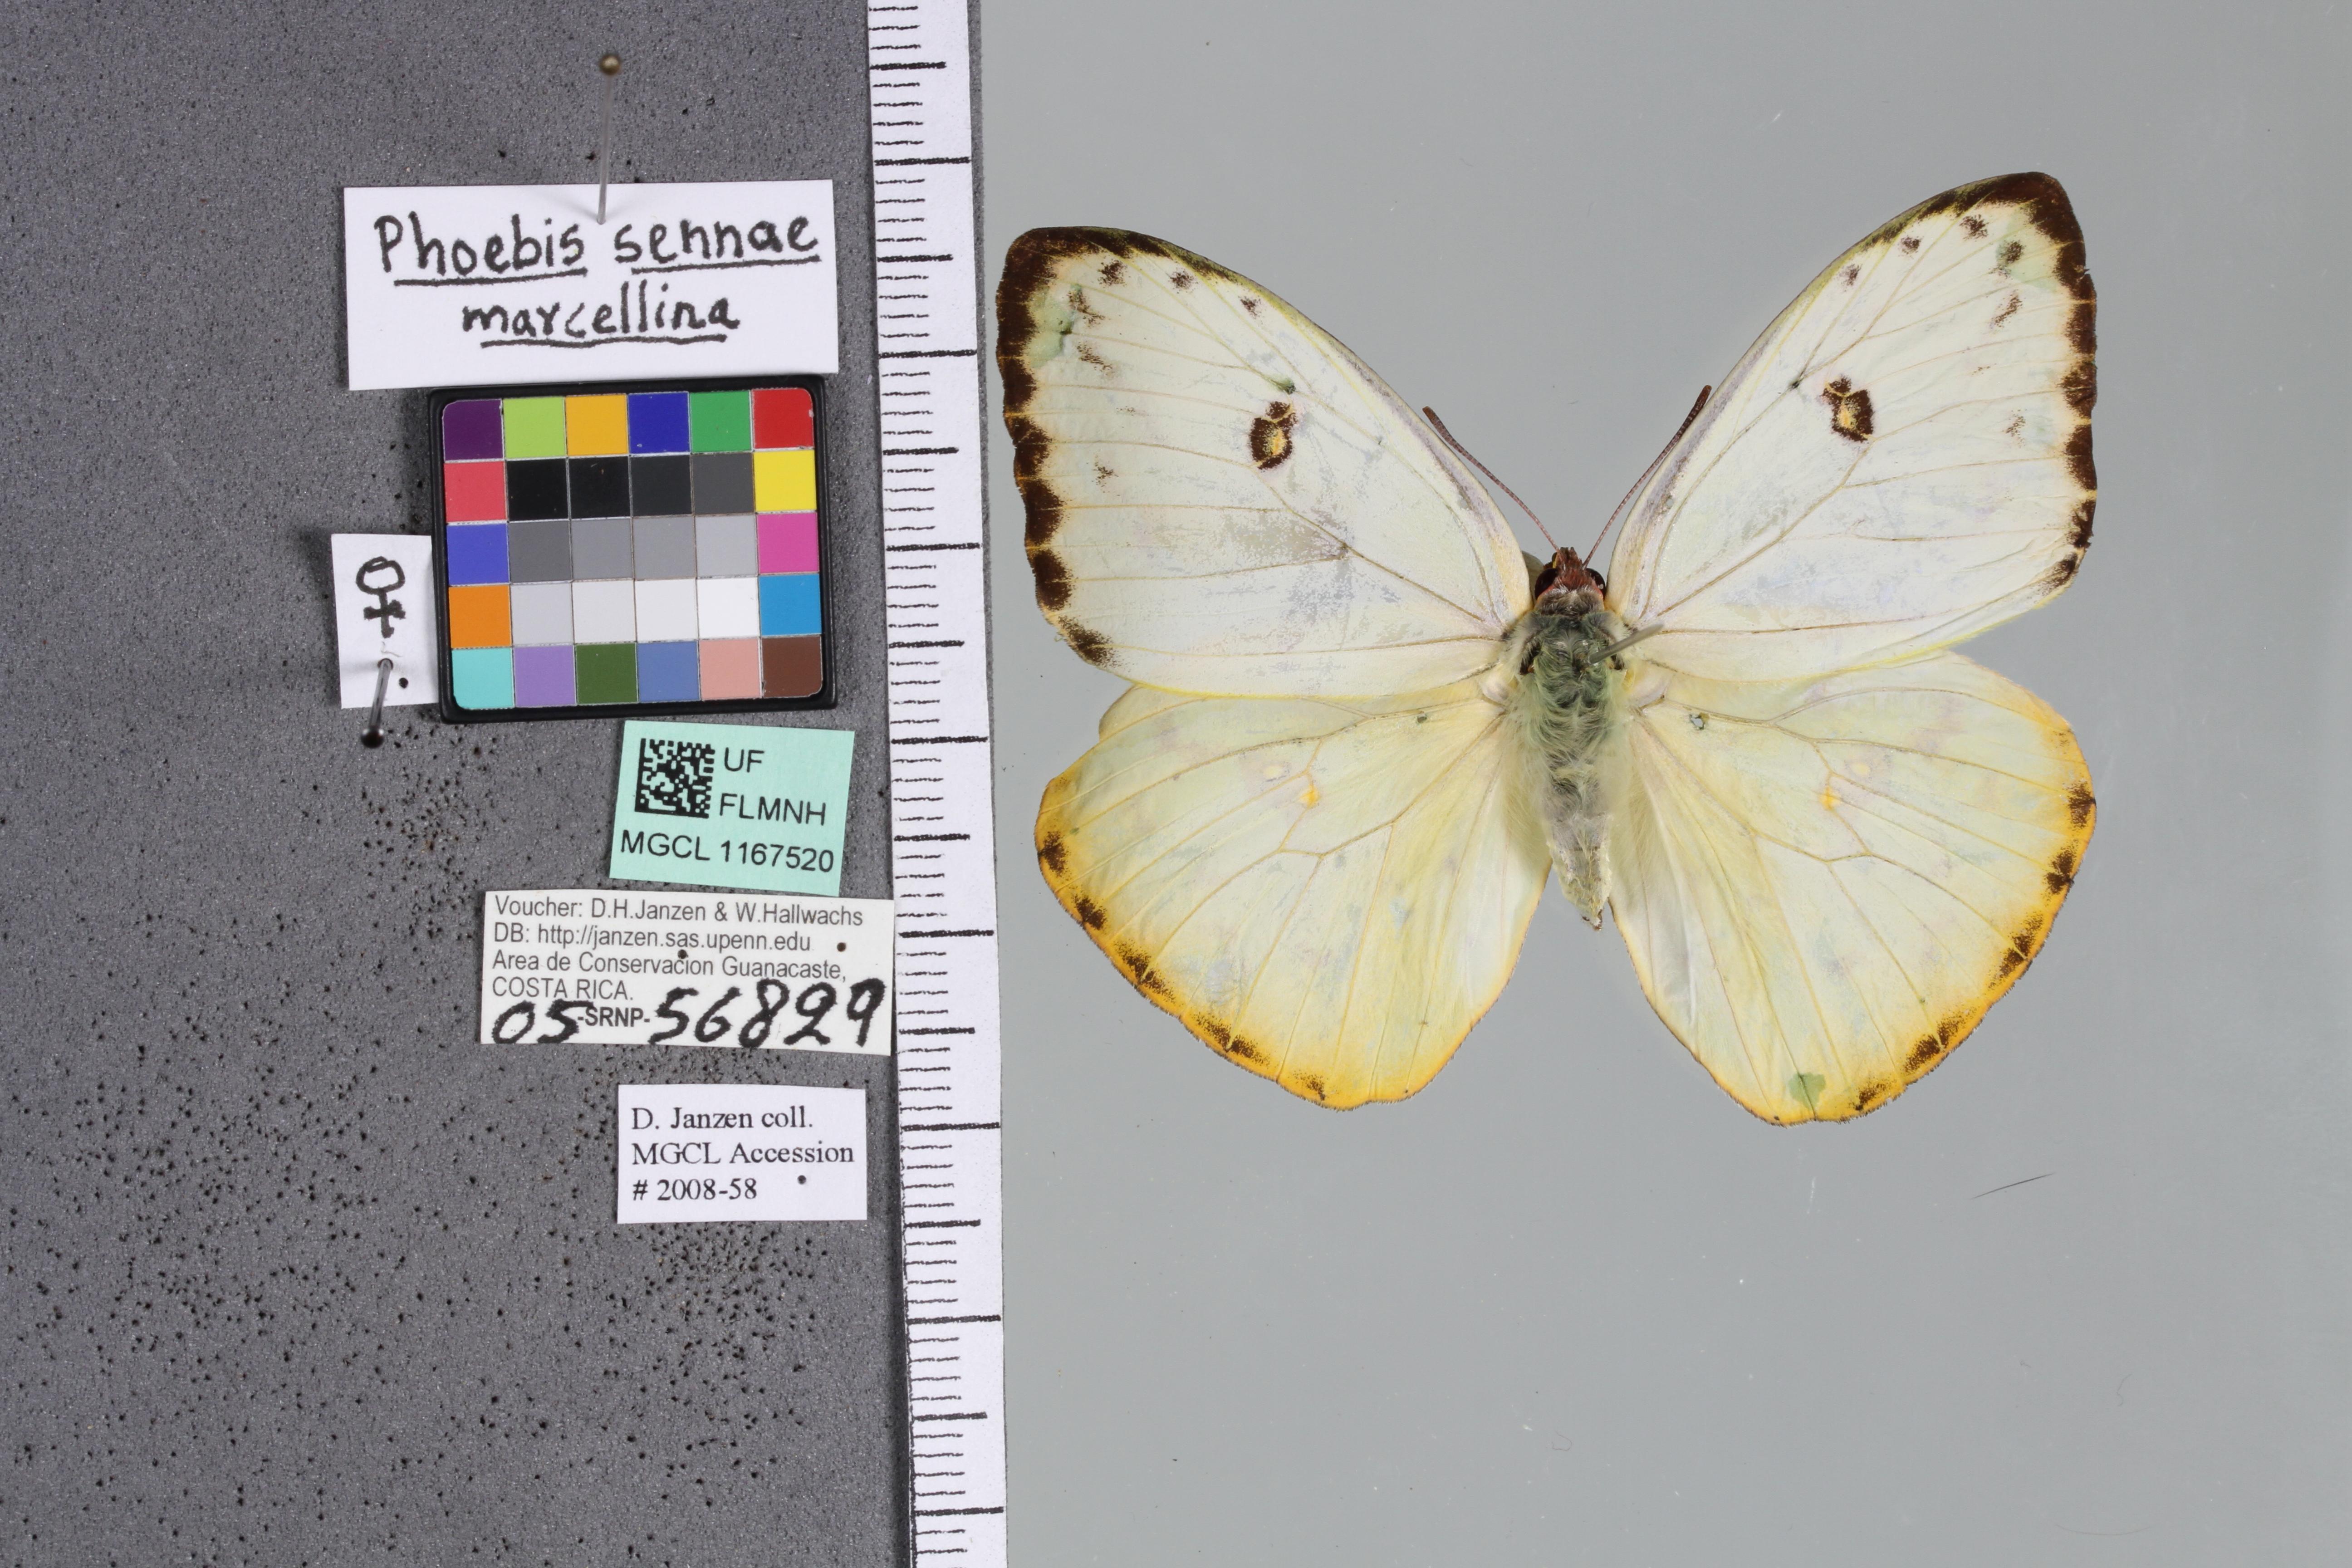 Phoebis sennae
marcellina
♀
UF
FLMNH
MGCL 1167520
Voucher: D.H.Janzen & W.Hallwachs
DB: http://janzen.sas.upenn.edu
Area de Conservacion Guanacaste,
COSTA RICA.
05-SRNP-56829
D. Janzen coll.
MGCL Accession
# 2008-58